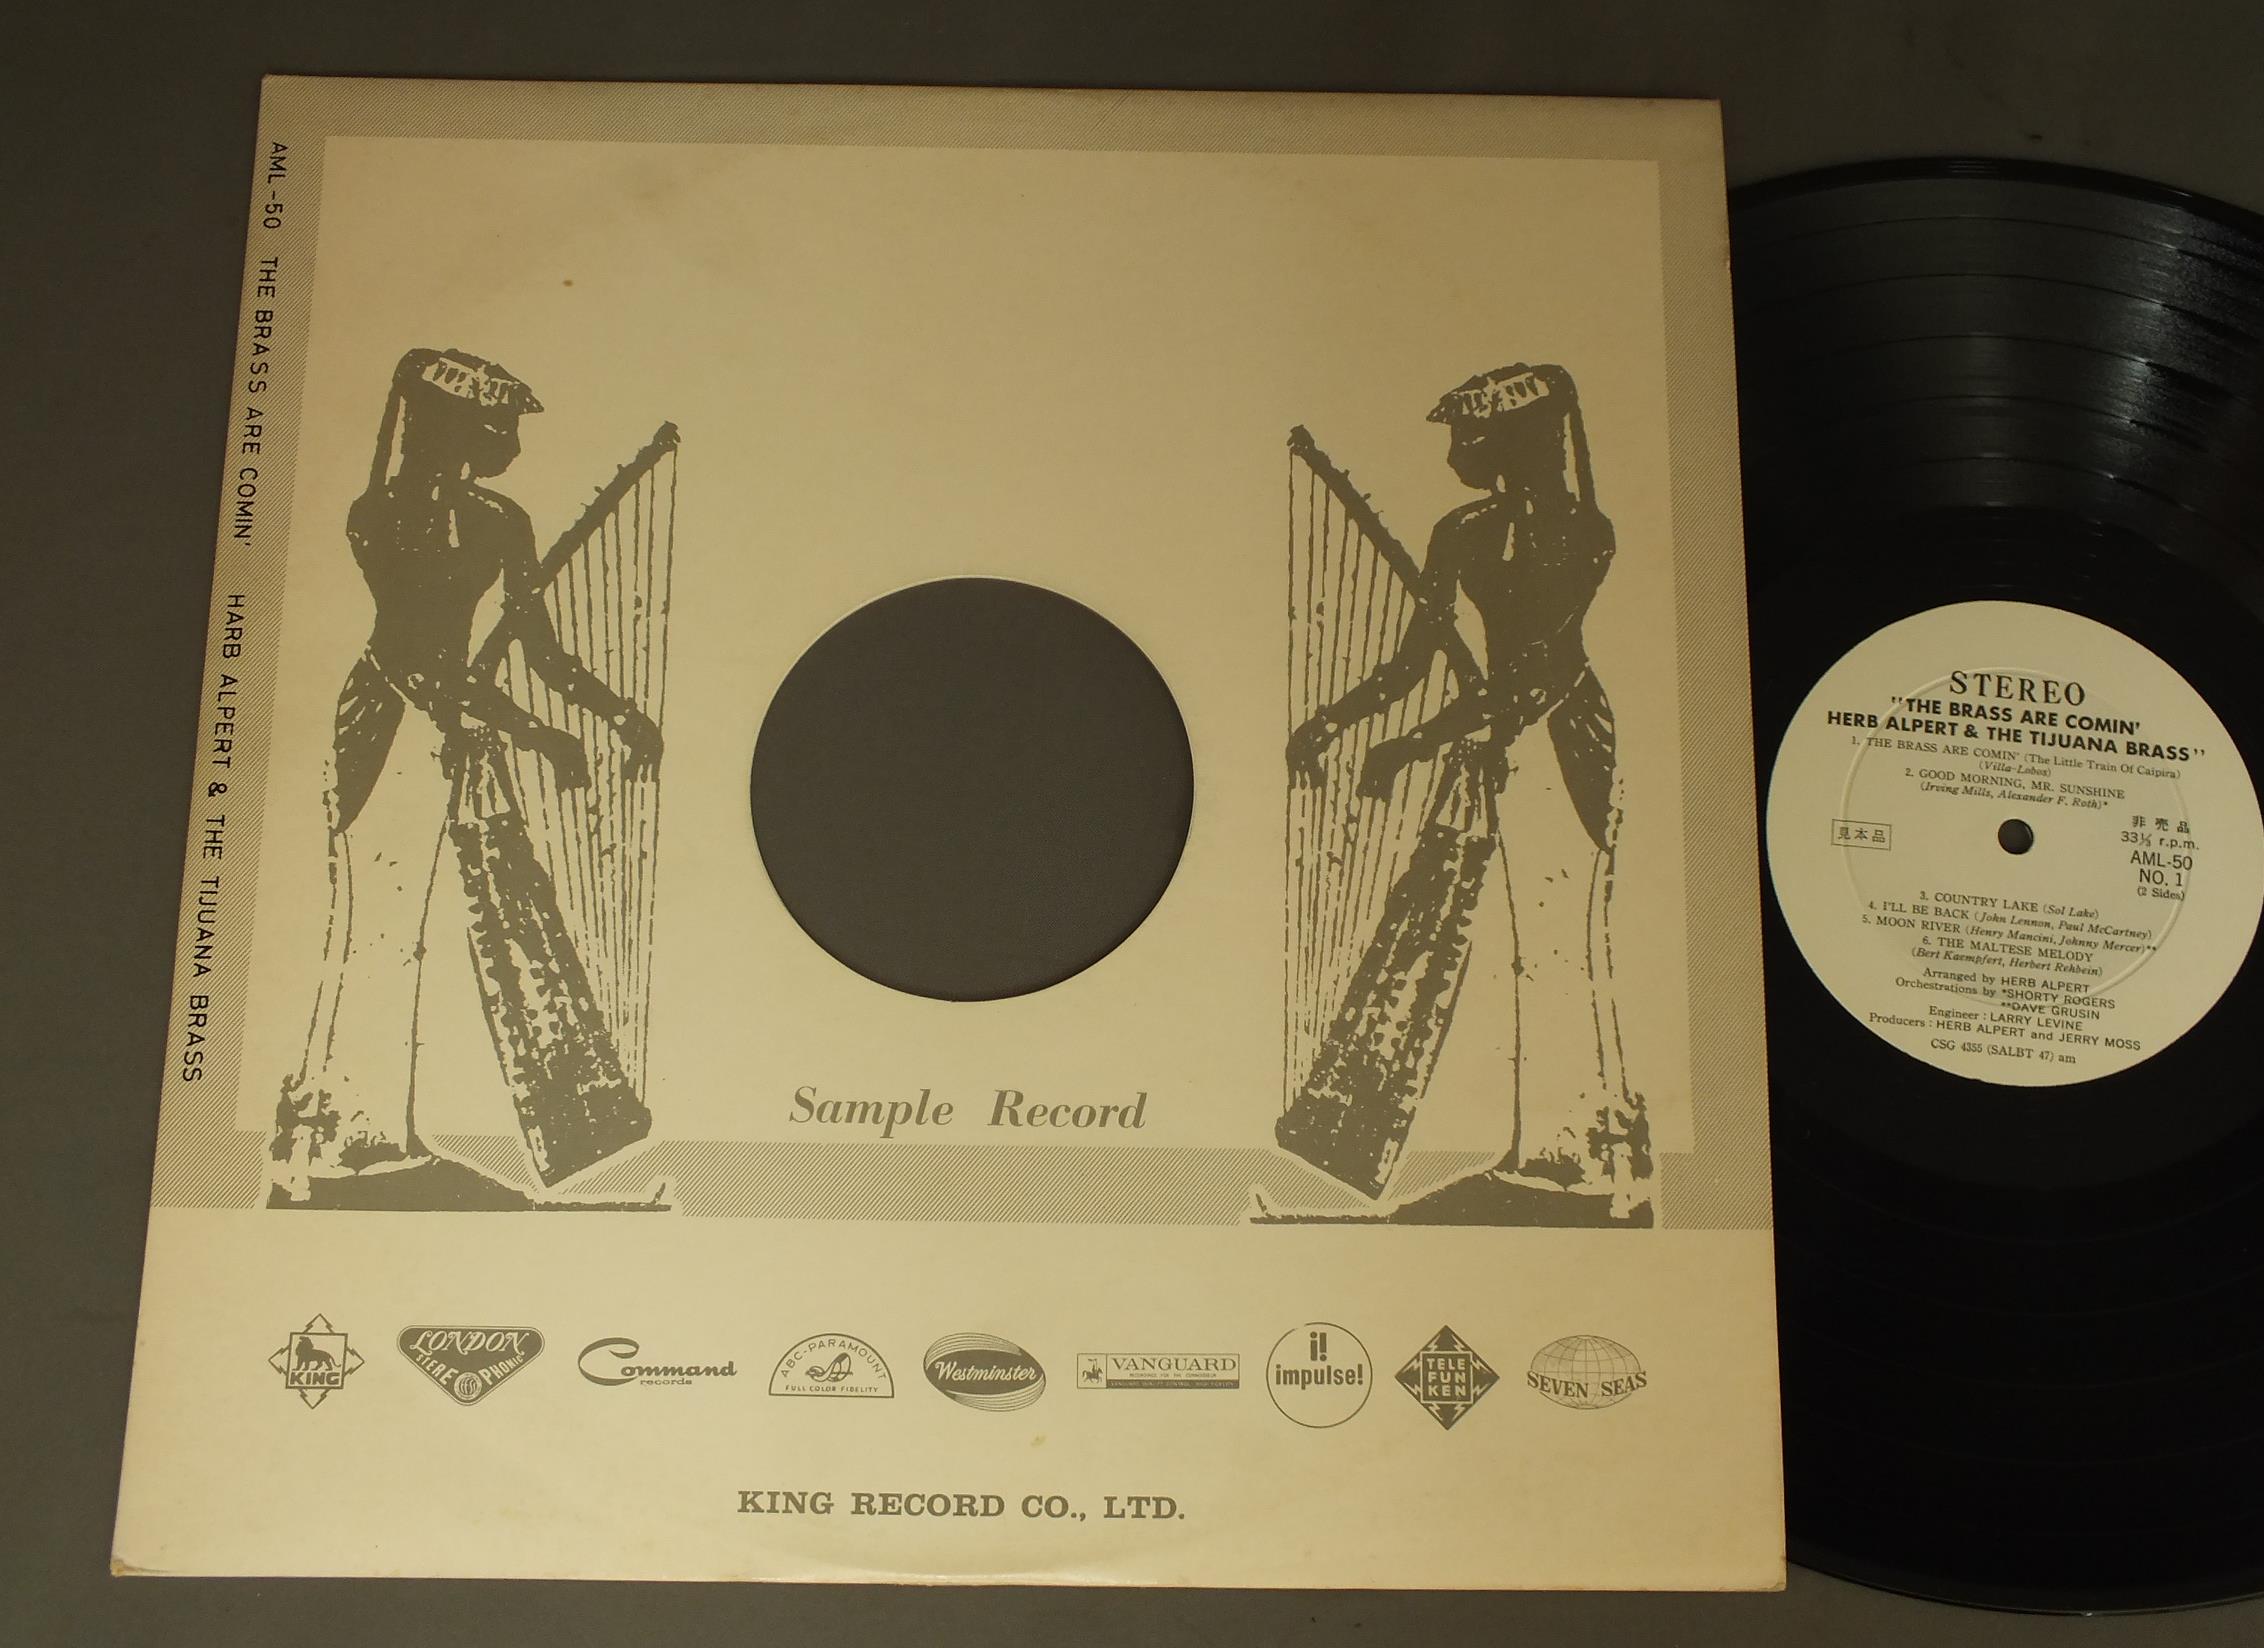 AML-50 THE BRASS ARE COMIN' HARB ALPERT & THE TIJUANA BRASS
Sample Record
KING
LONDON
STEREO PHONIC
Command
records
ABC-PARAMOUNT
FULL COLOR FIDELITY
Westminster
VANGUARD
RECORDINGS FOR THE CONNOISSEUR
i!
impulse!
TELE
FUN
KEN
SEVEN SEAS
KING RECORD CO., LTD.
STEREO
"THE BRASS ARE COMIN'
HERB ALPERT & THE TIJUANA BRASS"
1. THE BRASS ARE COMIN' (The Little Train Of Caipira)
(Villa-Lobos)
2. GOOD MORNING, MR. SUNSHINE
(Irving Mills, Alexander F. Roth)*
見本品
非売品
33⅓ r.p.m.
AML-50
NO. 1
(2 Sides)
3. COUNTRY LAKE (Sol Lake)
4. I'LL BE BACK (John Lennon, Paul McCartney)
5. MOON RIVER (Henry Mancini, Johnny Mercer)**
6. THE MALTESE MELODY
(Bert Kaempfert, Herbert Rehbein)
Arranged by HERB ALPERT
Orchestrations by *SHORTY ROGERS
**DAVE GRUSIN
Engineer : LARRY LEVINE
Producers : HERB ALPERT and JERRY MOSS
CSG 4355 (SALBT 47) am